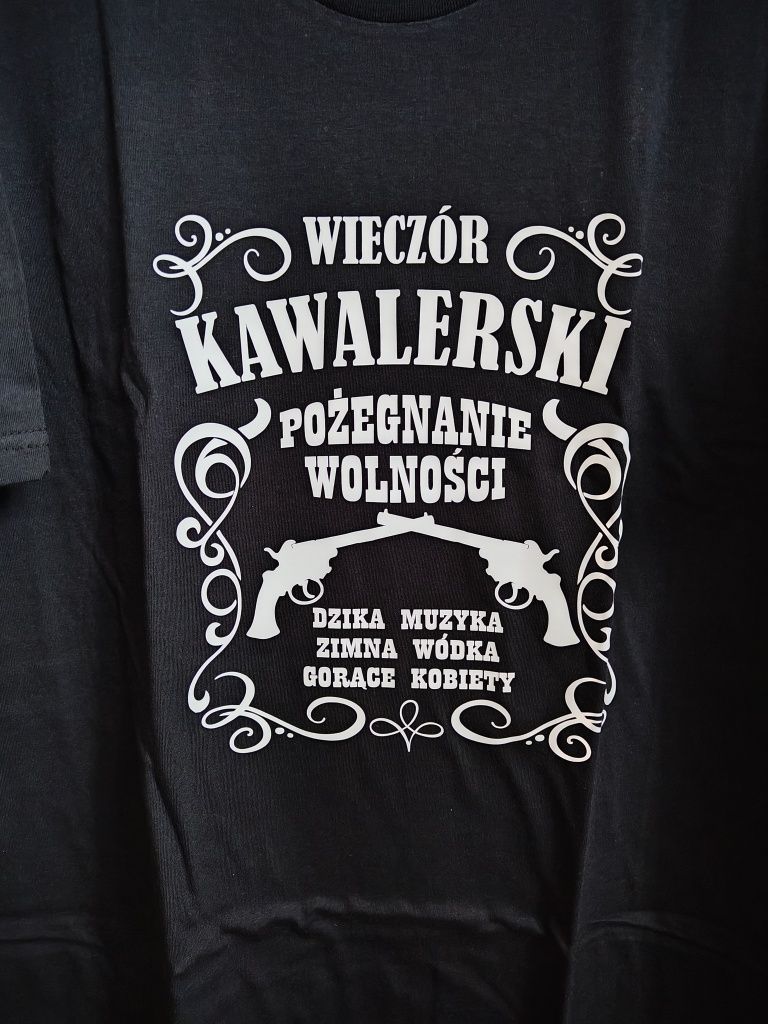 WIECZÓR
KAWALERSKI
POŻEGNANIE
WOLNOŚCI
DZIKA MUZYKA
ZIMNA WÓDKA
GORĄCE KOBIETY